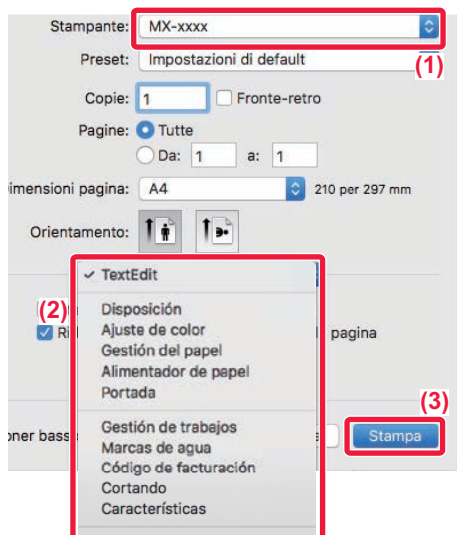 Stampante: MX-xxxx
(1)
Preset: Impostazioni di default
Copie: 1 Fronte-retro
Pagine: Tutte
Da: 1 a: 1
imensioni pagina: A4 210 per 297 mm
Orientamento:
✓ TextEdit
(2)
Disposición
Ajuste de color
Ri pagina
Gestión del papel
Alimentador de papel
Portada
(3)
Gestión de trabajos
oner bass Stampa
Marcas de agua
Código de facturación
Cortando
Características